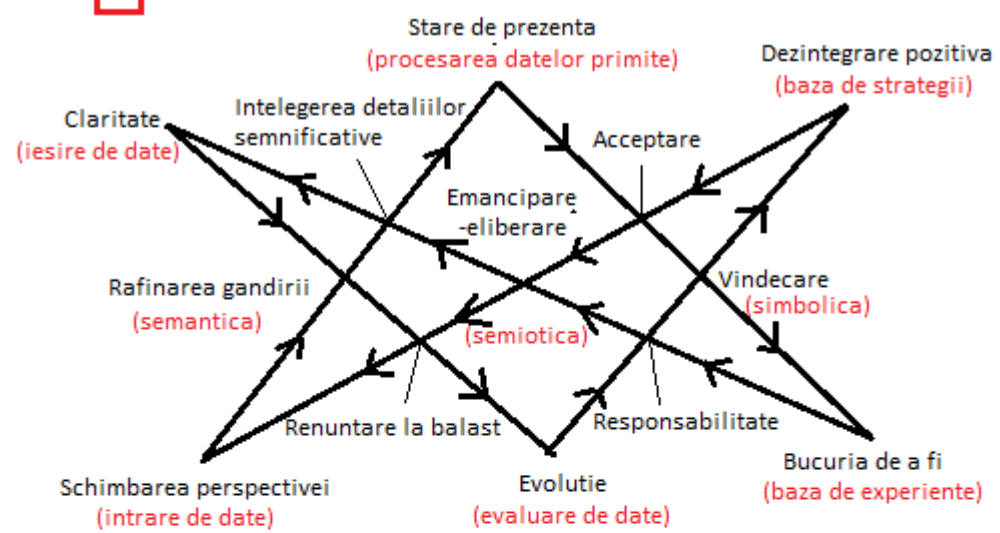 Stare de prezenta
(procesarea datelor primite)
Dezintegrare pozitiva
(baza de strategii)
Claritate
(iesire de date)
Intelegerea detaliilor
semnificative
Acceptare
Emancipare
-eliberare
Rafinarea gandirii
(semantica)
(semiotica)
Vindecare
(simbolica)
Renuntare la balast
Responsabilitate
Schimbarea perspectivei
(intrare de date)
Evolutie
(evaluare de date)
Bucuria de a fi
(baza de experiente)